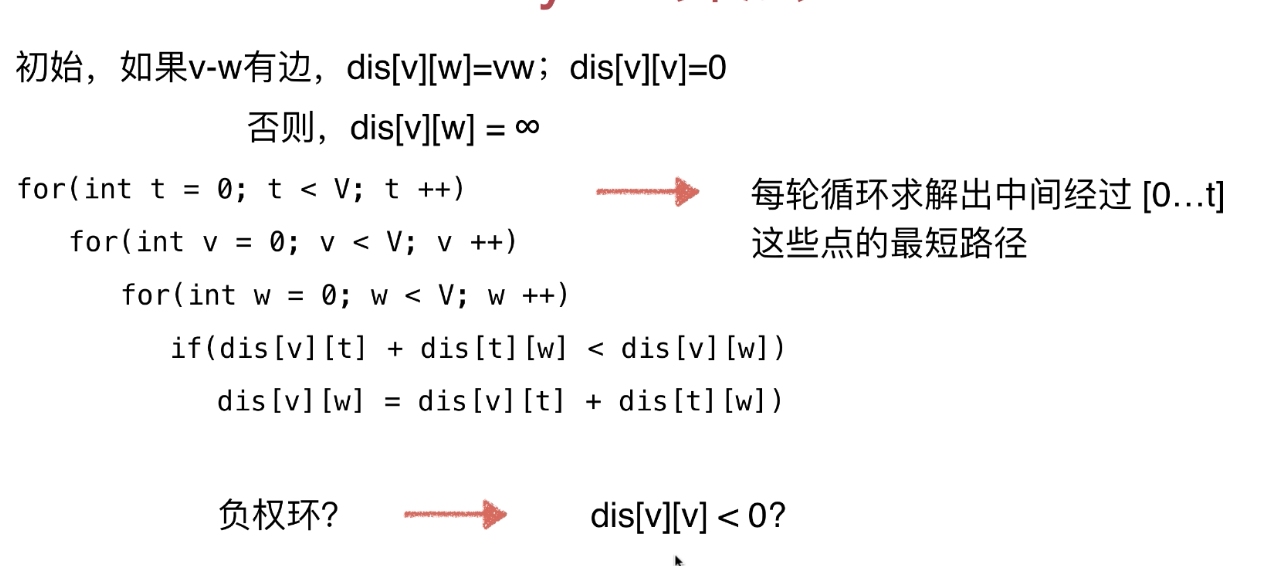 初始，如果v-w有边，dis[v][w]=vw；dis[v][v]=0
否则，dis[v][w] = ∞
for(int t = 0; t < V; t ++)
每轮循环求解出中间经过 [0…t]
这些点的最短路径
for(int v = 0; v < V; v ++)
for(int w = 0; w < V; w ++)
if(dis[v][t] + dis[t][w] < dis[v][w])
dis[v][w] = dis[v][t] + dis[t][w])
负权环?
dis[v][v] < 0?